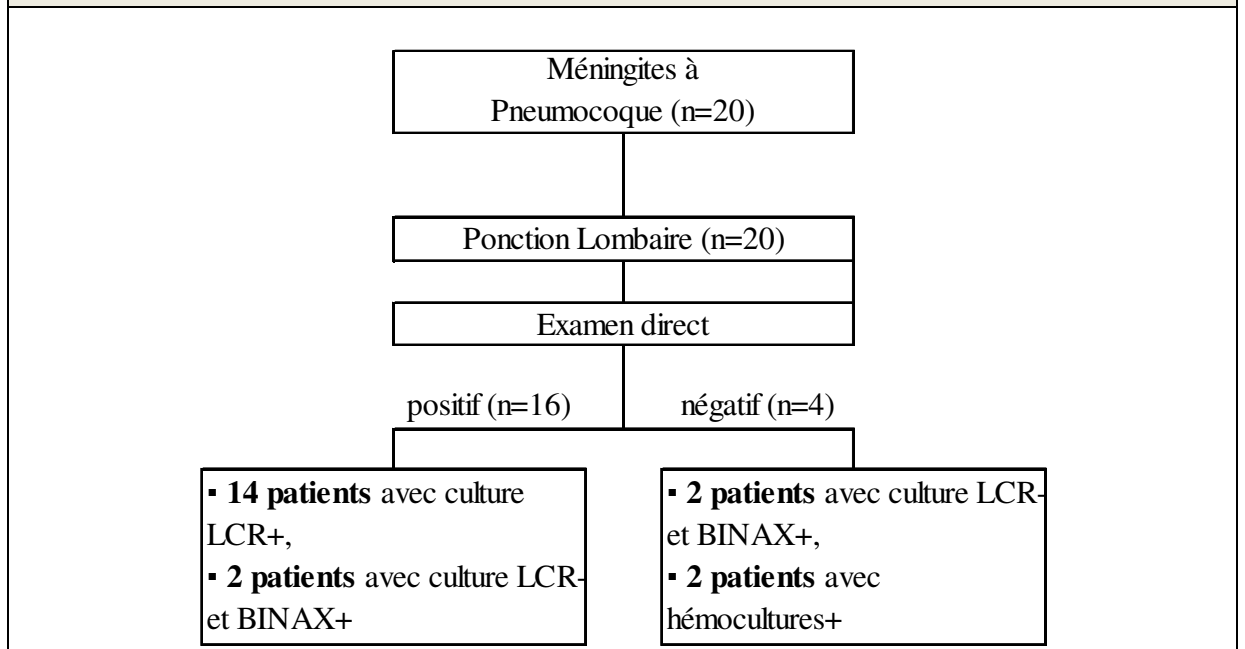 Méningites à
Pneumocoque (n=20)
Ponction Lombaire (n=20)
Examen direct
positif (n=16)
négatif (n=4)
▪ 14 patients avec culture
LCR+,
▪ 2 patients avec culture LCR-
et BINAX+
▪ 2 patients avec culture LCR-
et BINAX+,
▪ 2 patients avec
hémocultures+